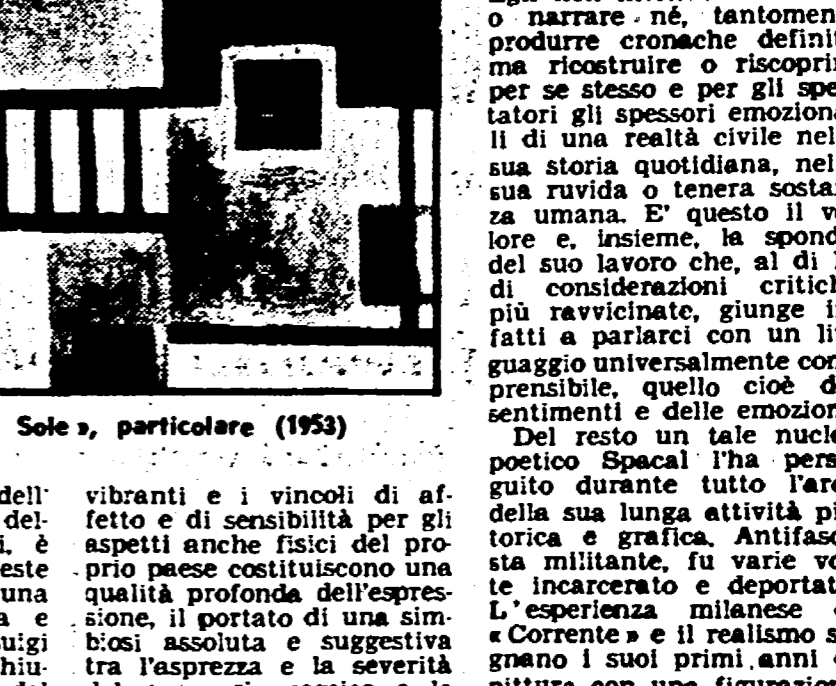 Sole », particolare (1953)
dell'
del-
i, è
este
una
a e
uigi
hiu-
vibranti e i vincoli di af-
fetto e di sensibilità per gli
aspetti anche fisici del pro-
prio paese costituiscono una
qualità profonda dell'espres-
sione, il portato di una sim-
biosi assoluta e suggestiva
tra l'asprezza e la severità
o narrare né, tantomen
produrre cronache definit
ma ricostruire o riscoprir
per se stesso e per gli spe
tatori gli spessori emoziona
li di una realtà civile nel
sua storia quotidiana, nel
sua ruvida o tenera sosta
za umana. E' questo il v
lore e, insieme, la spond
del suo lavoro che, al di l
di considerazioni critich
più ravvicinate, giunge i
fatti a parlarci con un li
guaggio universalmente com
prensibile, quello cioè d
sentimenti e delle emozion
Del resto un tale nucle
poetico Spacal l'ha pers
guito durante tutto l'arc
della sua lunga attività pi
torica e grafica. Antifasc
sta militante, fu varie vo
te incarcerato e deportat
L'esperienza milanese d
« Corrente » e il realismo s
gnano i suoi primi anni d
pittura con una figurazion